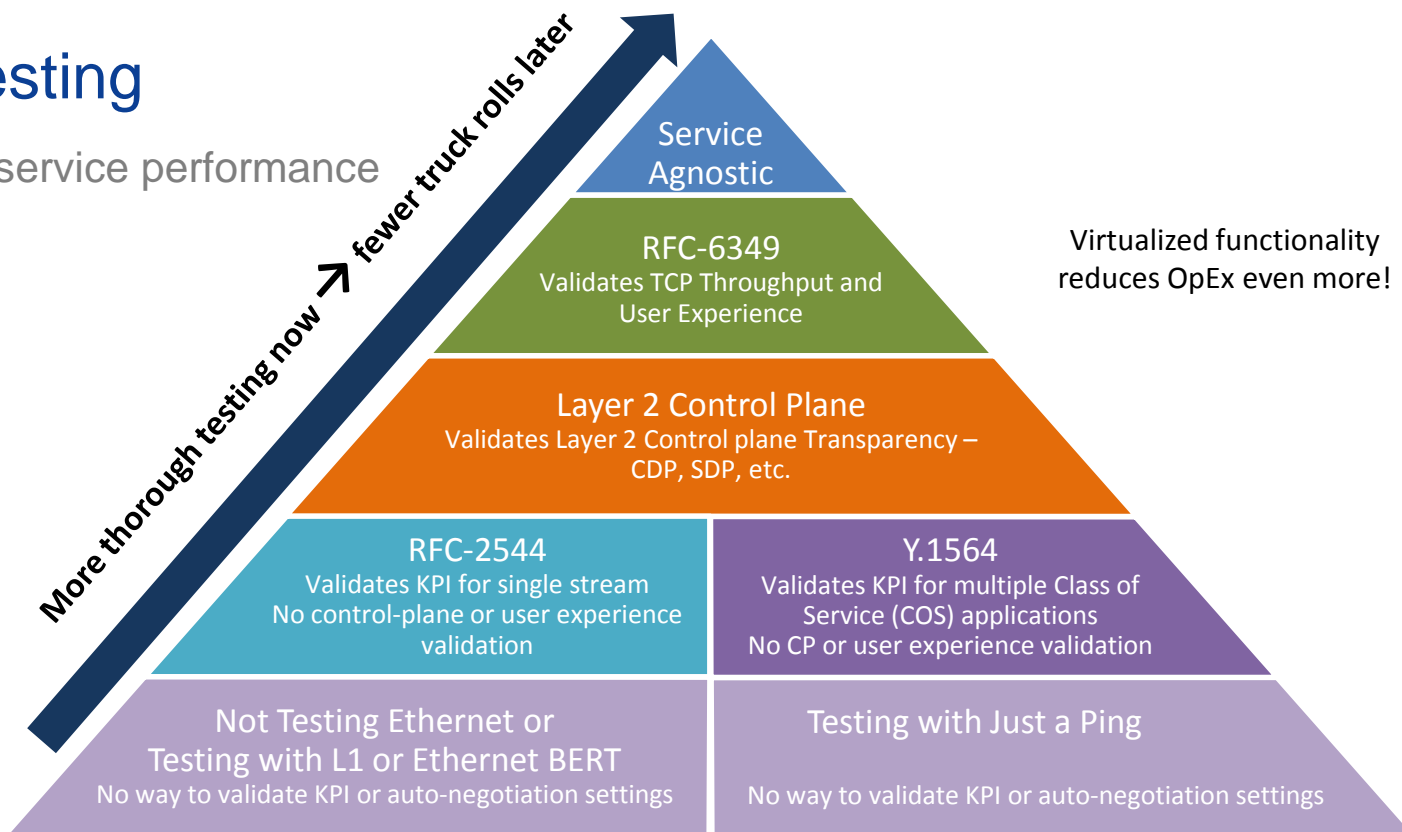 esting
service performance
More thorough testing now → fewer truck rolls later
Service
Agnostic
RFC-6349
Validates TCP Throughput and
User Experience
Virtualized functionality
reduces OpEx even more!
Layer 2 Control Plane
Validates Layer 2 Control plane Transparency –
CDP, SDP, etc.
RFC-2544
Validates KPI for single stream
No control-plane or user experience
validation
Y.1564
Validates KPI for multiple Class of
Service (COS) applications
No CP or user experience validation
Not Testing Ethernet or
Testing with L1 or Ethernet BERT
No way to validate KPI or auto-negotiation settings
Testing with Just a Ping
No way to validate KPI or auto-negotiation settings